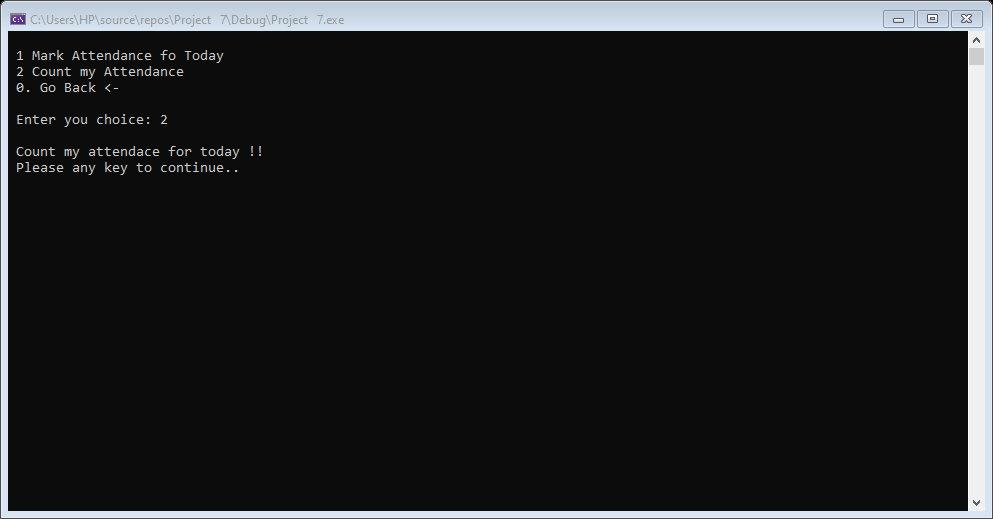 C:\Users\HP\source\repos\Project 7\Debug\Project 7.exe
1 Mark Attendance fo Today
2 Count my Attendance
0. Go Back <-
Enter you choice: 2
Count my attendace for today !!
Please any key to continue..